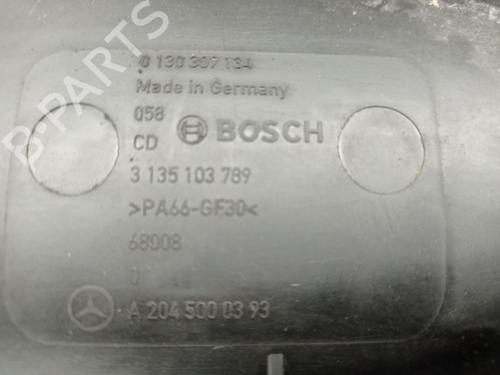 0 130 307 134
Made in Germany
058
CD BOSCH
3 135 103 789
>PA66-GF30<
68008
1
A 204 500 03 93
B-Parts